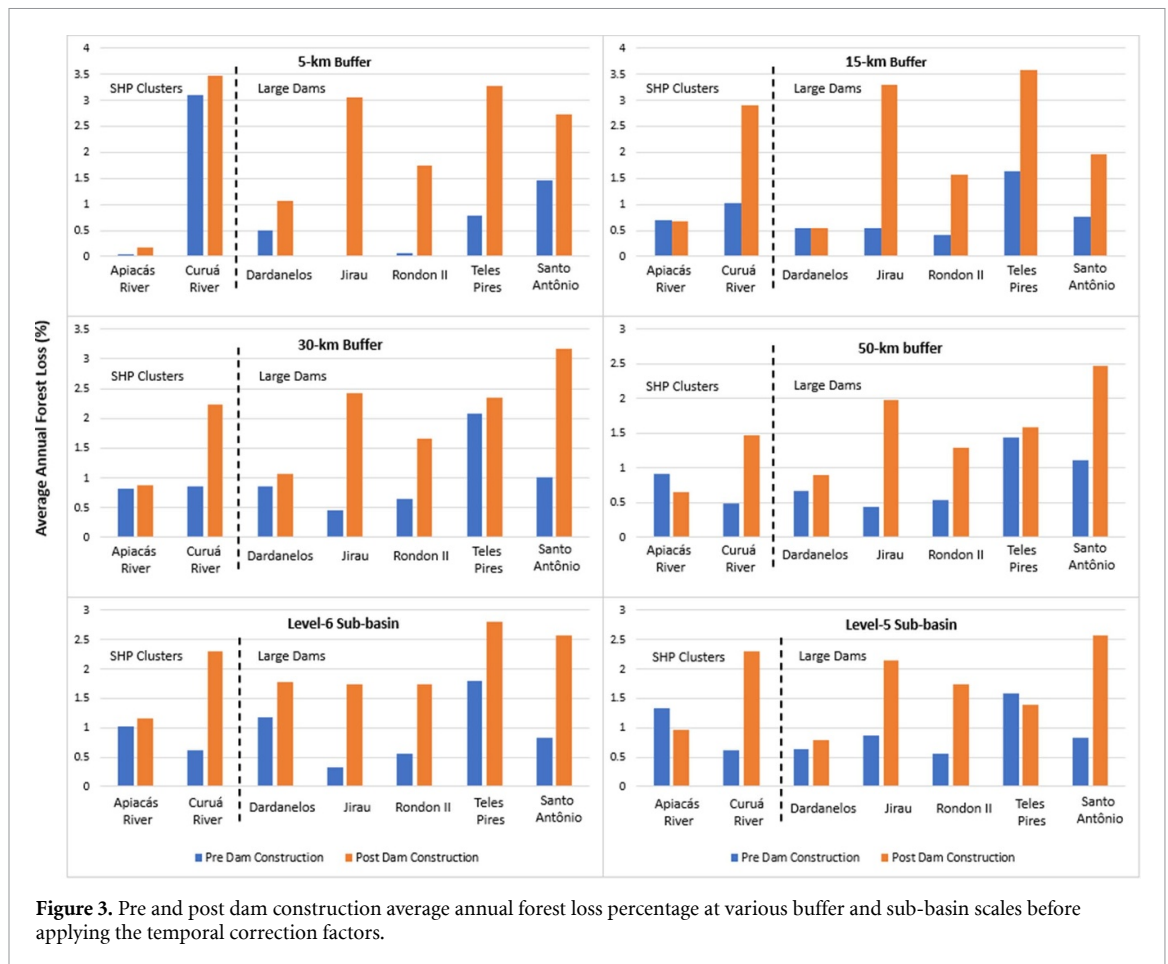 Average Annual Forest Loss (%)
5-km Buffer
SHP Clusters
Large Dams
4
3.5
3
2.5
2
1.5
1
0.5
0
Apiacás River
Curuá River
Dardanelos
Jirau
Rondon II
Teles Pires
Santo Antônio
15-km Buffer
SHP Clusters
Large Dams
4
3.5
3
2.5
2
1.5
1
0.5
0
Apiacás River
Curuá River
Dardanelos
Jirau
Rondon II
Teles Pires
Santo Antônio
30-km Buffer
SHP Clusters
Large Dams
3.5
3
2.5
2
1.5
1
0.5
0
Apiacás River
Curuá River
Dardanelos
Jirau
Rondon II
Teles Pires
Santo Antônio
50-km buffer
SHP Clusters
Large Dams
3
2.5
2
1.5
1
0.5
0
Apiacás River
Curuá River
Dardanelos
Jirau
Rondon II
Teles Pires
Santo Antônio
Level-6 Sub-basin
SHP Clusters
Large Dams
3
2.5
2
1.5
1
0.5
0
Apiacás River
Curuá River
Dardanelos
Jirau
Rondon II
Teles Pires
Santo Antônio
Pre Dam Construction
Post Dam Construction
Level-5 Sub-basin
SHP Clusters
Large Dams
3
2.5
2
1.5
1
0.5
0
Apiacás River
Curuá River
Dardanelos
Jirau
Rondon II
Teles Pires
Santo Antônio
Pre Dam Construction
Post Dam Construction
Figure 3. Pre and post dam construction average annual forest loss percentage at various buffer and sub-basin scales before
applying the temporal correction factors.